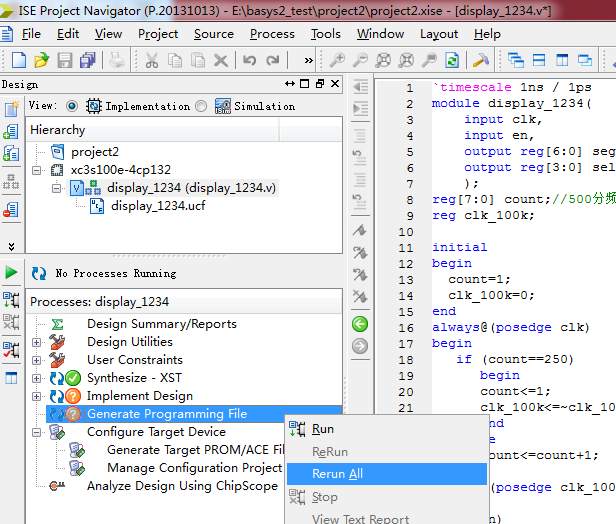 ISE Project Navigator (P.20131013) - E:\basys2_test\project2\project2.xise - [display_1234.v*]
File Edit View Project Source Process Tools Window Layout Help
Design
View: Implementation Simulation
Hierarchy
project2
xc3s100e-4cp132
display_1234 (display_1234.v)
display_1234.ucf
No Processes Running
Processes: display_1234
Design Summary/Reports
Design Utilities
User Constraints
Synthesize - XST
Implement Design
Generate Programming File
Configure Target Device
Generate Target PROM/ACE Fil
Manage Configuration Project
Analyze Design Using ChipScope
Run
ReRun
Rerun All
Stop
View Text Report
1 `timescale 1ns / 1ps
2 module display_1234(
3 input clk,
4 input en,
5 output reg[6:0] seg
6 output reg[3:0] sel
7 );
8 reg[7:0] count;//500分频
9 reg clk_100k;
10
11 initial
12 begin
13 count=1;
14 clk_100k=0;
15 end
16 always@(posedge clk)
17 begin
18 if (count==250)
19 begin
20 count<=1;
21 clk_100k<=~clk_10
nd
e
<=count+1;
(posedge clk_100
n)